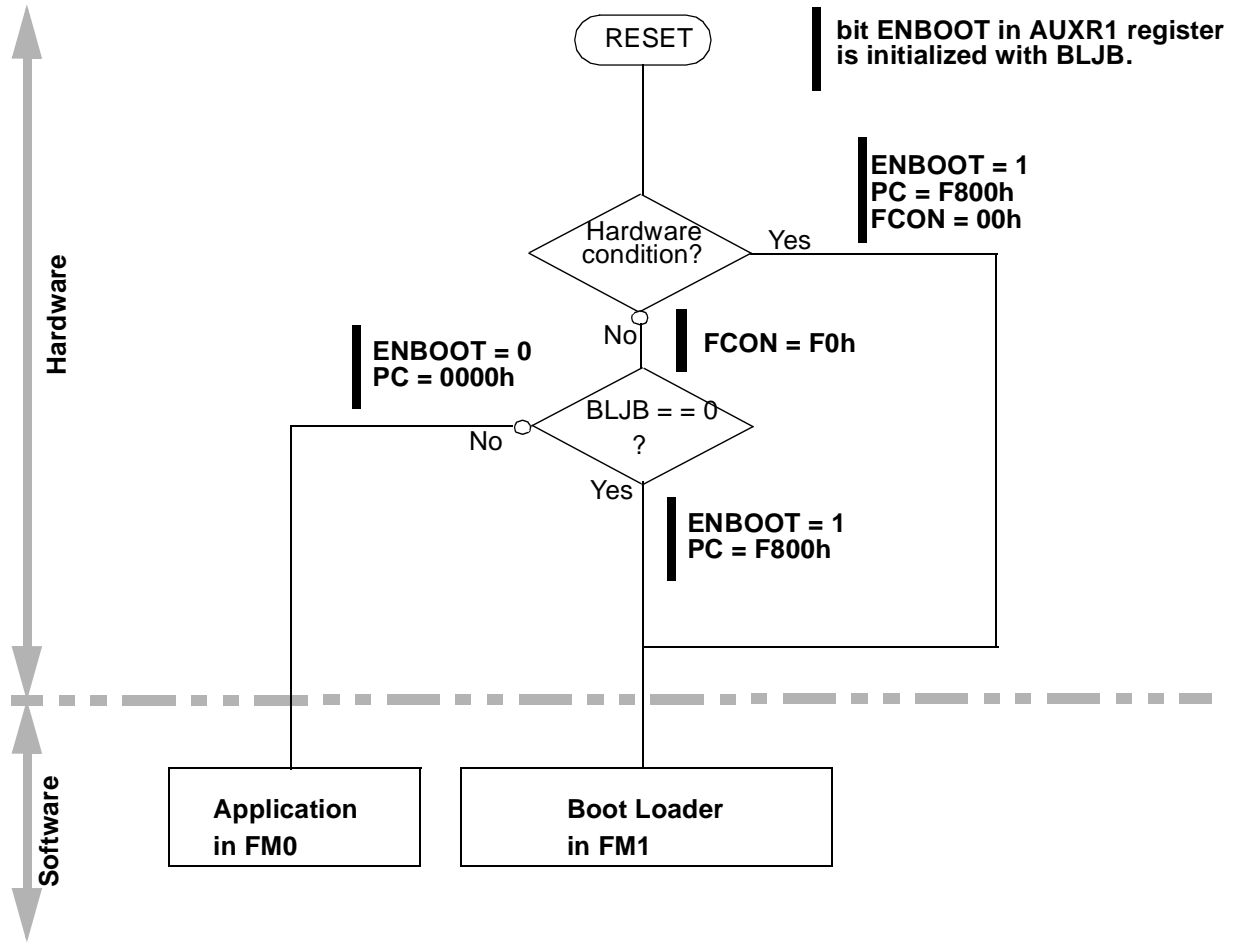 RESET
bit ENBOOT in AUXR1 register
is initialized with BLJB.
ENBOOT = 1
PC = F800h
FCON = 00h
Hardware
condition?
Yes
Hardware
No
FCON = F0h
ENBOOT = 0
PC = 0000h
BLJB = = 0
?
No
Yes
ENBOOT = 1
PC = F800h
Software
Application
in FM0
Boot Loader
in FM1